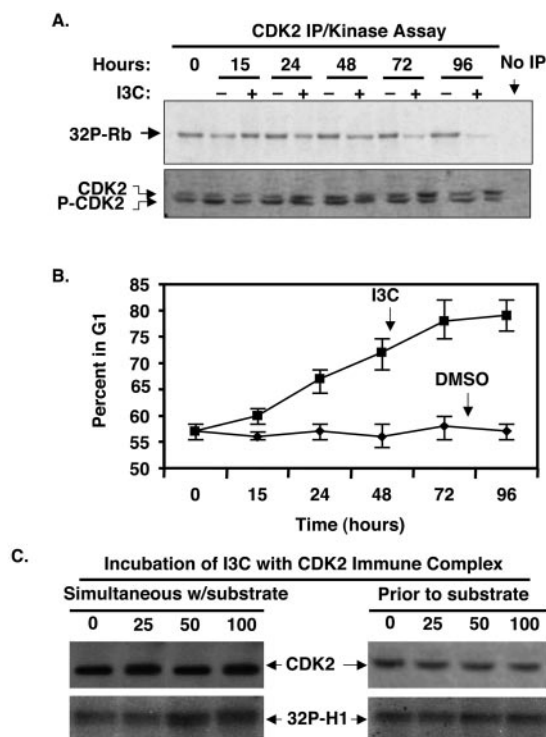 A.
CDK2 IP/Kinase Assay
Hours: 0 15 24 48 72 96 No IP
I3C: – + – + – + – + – +
32P-Rb
CDK2
P-CDK2
B.
85
80
75
70
65
60
55
50
Percent in G1
I3C
DMSO
0 15 24 48 72 96
Time (hours)
C.
Incubation of I3C with CDK2 Immune Complex
Simultaneous w/substrate Prior to substrate
0 25 50 100 0 25 50 100
CDK2
32P-H1